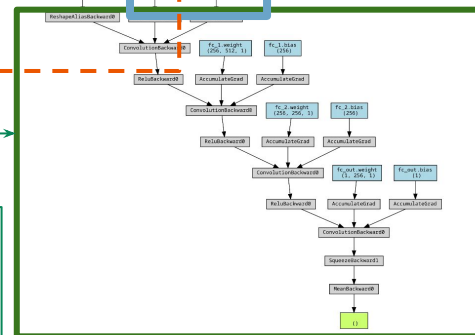 ReshapeAliasBackward0
ConvolutionBackward0
fc_1.weight
(256, 512, 1)
fc_1.bias
(256)
ReluBackward0
AccumulateGrad
AccumulateGrad
ConvolutionBackward0
fc_2.weight
(256, 256, 1)
fc_2.bias
(256)
ReluBackward0
AccumulateGrad
AccumulateGrad
ConvolutionBackward0
fc_out.weight
(1, 256, 1)
fc_out.bias
(1)
ReluBackward0
AccumulateGrad
AccumulateGrad
ConvolutionBackward0
SqueezeBackward1
MeanBackward0
()